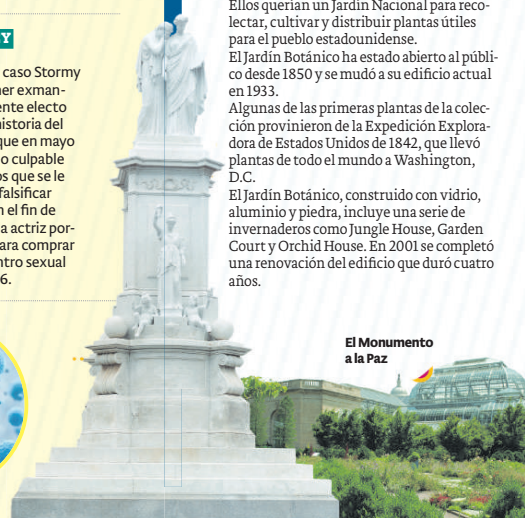 Y
caso Stormy
er exman-
ente electo
istoria del
que en mayo
o culpable
os que se le
falsificar
n el fin de
a actriz por-
ara comprar
ntro sexual
6.
Ellos querían un Jardín Nacional para reco-
lectar, cultivar y distribuir plantas útiles
para el pueblo estadounidense.
El Jardín Botánico ha estado abierto al públi-
co desde 1850 y se mudó a su edificio actual
en 1933.
Algunas de las primeras plantas de la colec-
ción provinieron de la Expedición Explora-
dora de Estados Unidos de 1842, que llevó
plantas de todo el mundo a Washington,
D.C.
El Jardín Botánico, construido con vidrio,
aluminio y piedra, incluye una serie de
invernaderos como Jungle House, Garden
Court y Orchid House. En 2001 se completó
una renovación del edificio que duró cuatro
años.
El Monumento
a la Paz